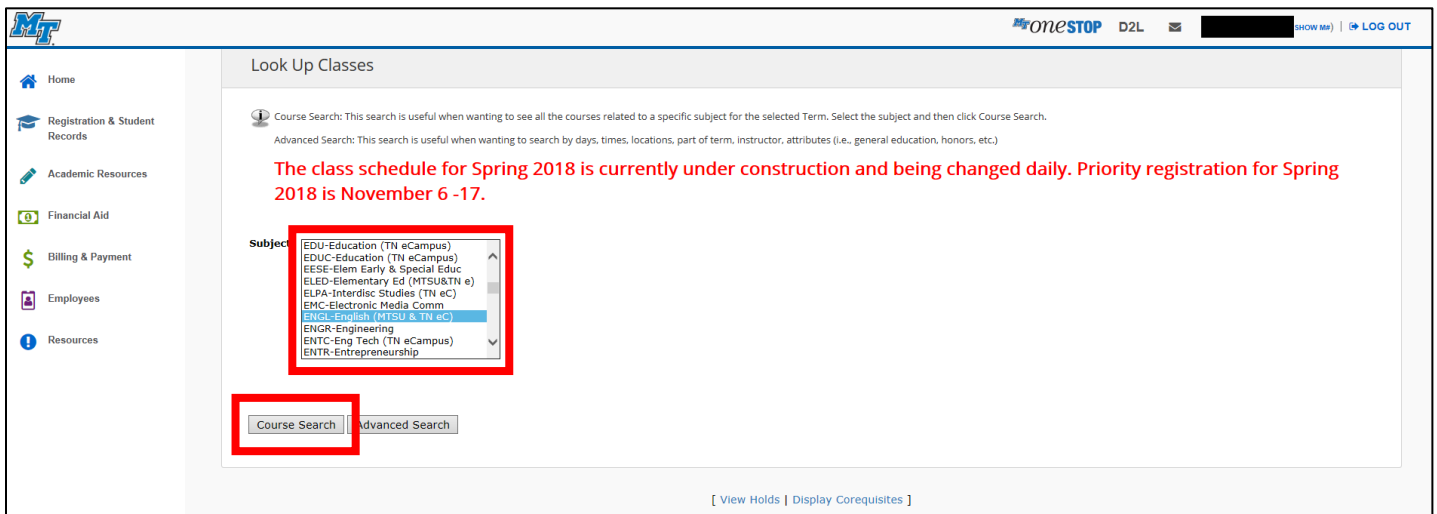 MT
MT ONE STOP D2L SHOW M#) | LOG OUT
Look Up Classes
Home
Registration & Student
Records
Academic Resources
Financial Aid
Billing & Payment
Employees
Resources
Course Search: This search is useful when wanting to see all the courses related to a specific subject for the selected Term. Select the subject and then click Course Search.
Advanced Search: This search is useful when wanting to search by days, times, locations, part of term, instructor, attributes (i.e., general education, honors, etc.)
The class schedule for Spring 2018 is currently under construction and being changed daily. Priority registration for Spring
2018 is November 6 -17.
Subject
EDU-Education (TN eCampus)
EDUC-Education (TN eCampus)
EESE-Elem Early & Special Educ
ELED-Elementary Ed (MTSU&TN e)
ELPA-Interdisc Studies (TN eC)
EMC-Electronic Media Comm
ENGL-English (MTSU & TN eC)
ENGR-Engineering
ENTC-Eng Tech (TN eCampus)
ENTR-Entrepreneurship
Course Search Advanced Search
[ View Holds | Display Corequisites ]